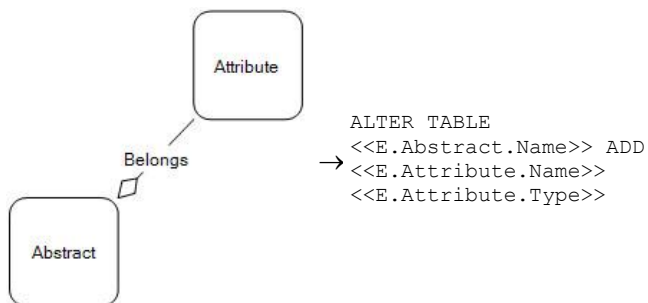 Attribute
Belongs
Abstract
→
ALTER TABLE
<<E.Abstract.Name>> ADD
<<E.Attribute.Name>>
<<E.Attribute.Type>>